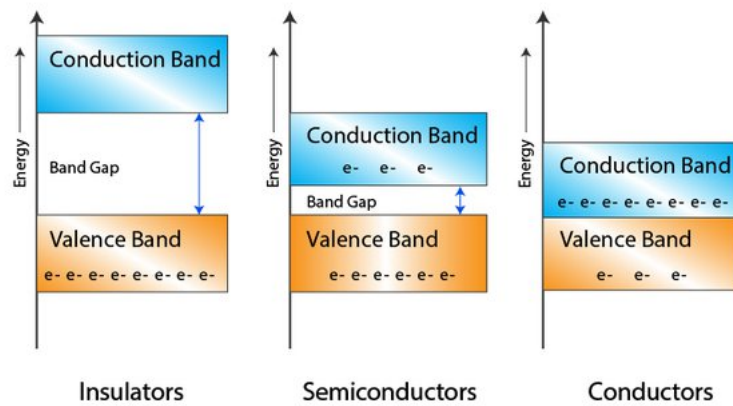 Energy
Conduction Band
Band Gap
Valence Band
e- e- e- e- e- e- e- e-
Insulators
Energy
Conduction Band
e- e- e-
Band Gap
Valence Band
e- e- e- e- e- e-
Semiconductors
Energy
Conduction Band
e- e- e- e- e- e- e- e-
Valence Band
e- e- e-
Conductors